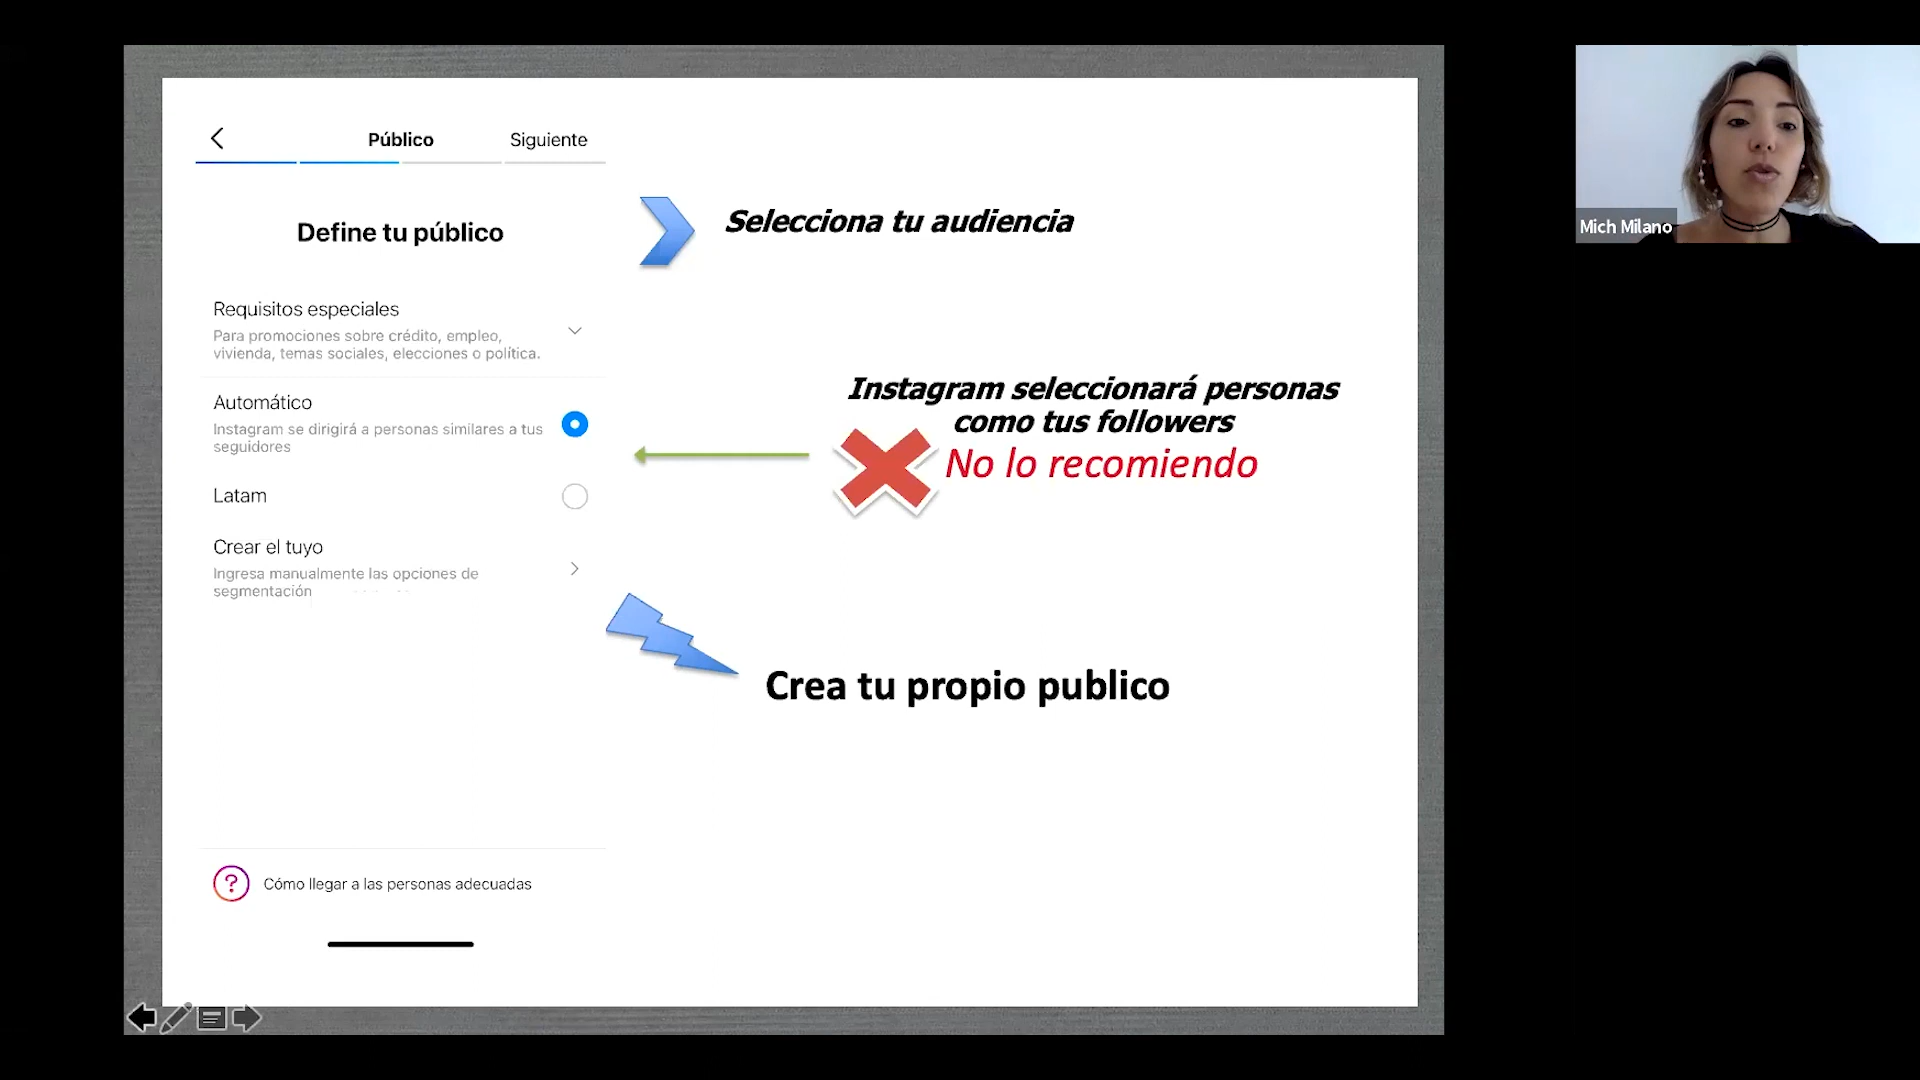 Público
Siguiente
Define tu público
Requisitos especiales
Para promociones sobre crédito, empleo,
vivienda, temas sociales, elecciones o política.
Automático
Instagram se dirigirá a personas similares a tus
seguidores
Latam
Crear el tuyo
Ingresa manualmente las opciones de
segmentación
? Cómo llegar a las personas adecuadas
Selecciona tu audiencia
Instagram seleccionará personas
como tus followers
No lo recomiendo
Crea tu propio publico
Mich Milano